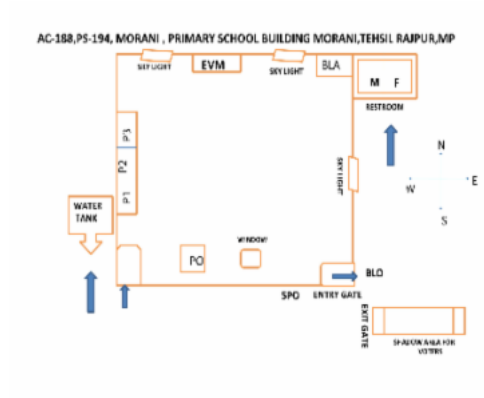 AC-188,PS-194, MORANI , PRIMARY SCHOOL BUILDING MORANI,TEHSIL RAJPUR,MP
SKY LIGHT
EVM
SKY LIGHT
BLA
M F
RESTROOM
P3
P2
P1
SKY LIGHT
N
W
E
S
WATER
TANK
PO
WINDOW
BLO
SPO
ENTRY GATE
EXIT GATE
SHADOW AREA FOR
VOTERS